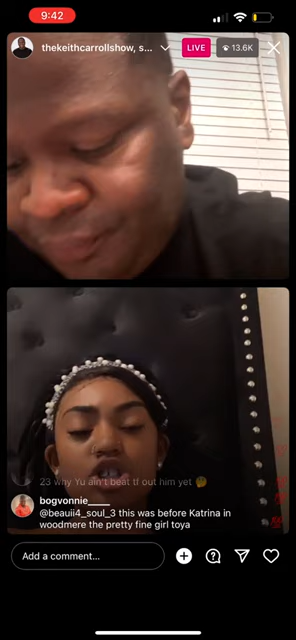 9:42
thekeithcarrollshow, s...
LIVE
13.6K
23 why Yu ain't beat tf out him yet 🤔
bogvonnie____
@beauii4_soul_3 this was before Katrina in
woodmere the pretty fine girl toya
Add a comment...